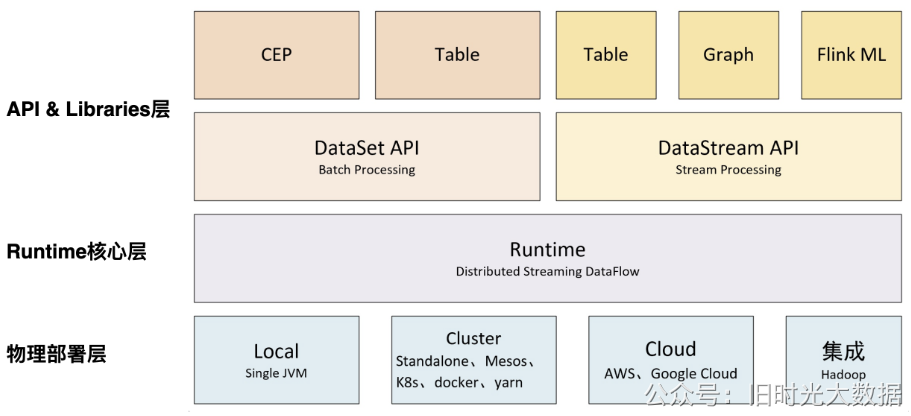 CEP
Table
Table
Graph
Flink ML
API & Libraries层
DataSet API
Batch Processing
DataStream API
Stream Processing
Runtime核心层
Runtime
Distributed Streaming DataFlow
物理部署层
Local
Single JVM
Cluster
Standalone、Mesos、
K8s、docker、yarn
Cloud
AWS、Google Cloud
集成
Hadoop
公众号：旧时光大数据